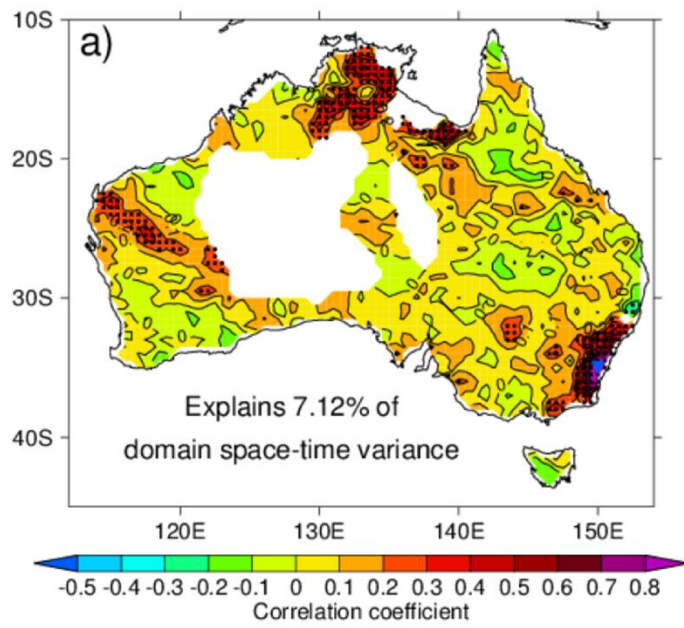 10S
a)
20S
30S
Explains 7.12% of
40S
domain space-time variance
120E 130E 140E 150E
-0.5 -0.4 -0.3 -0.2 -0.1 0 0.1 0.2 0.3 0.4 0.5 0.6 0.7 0.8
Correlation coefficient